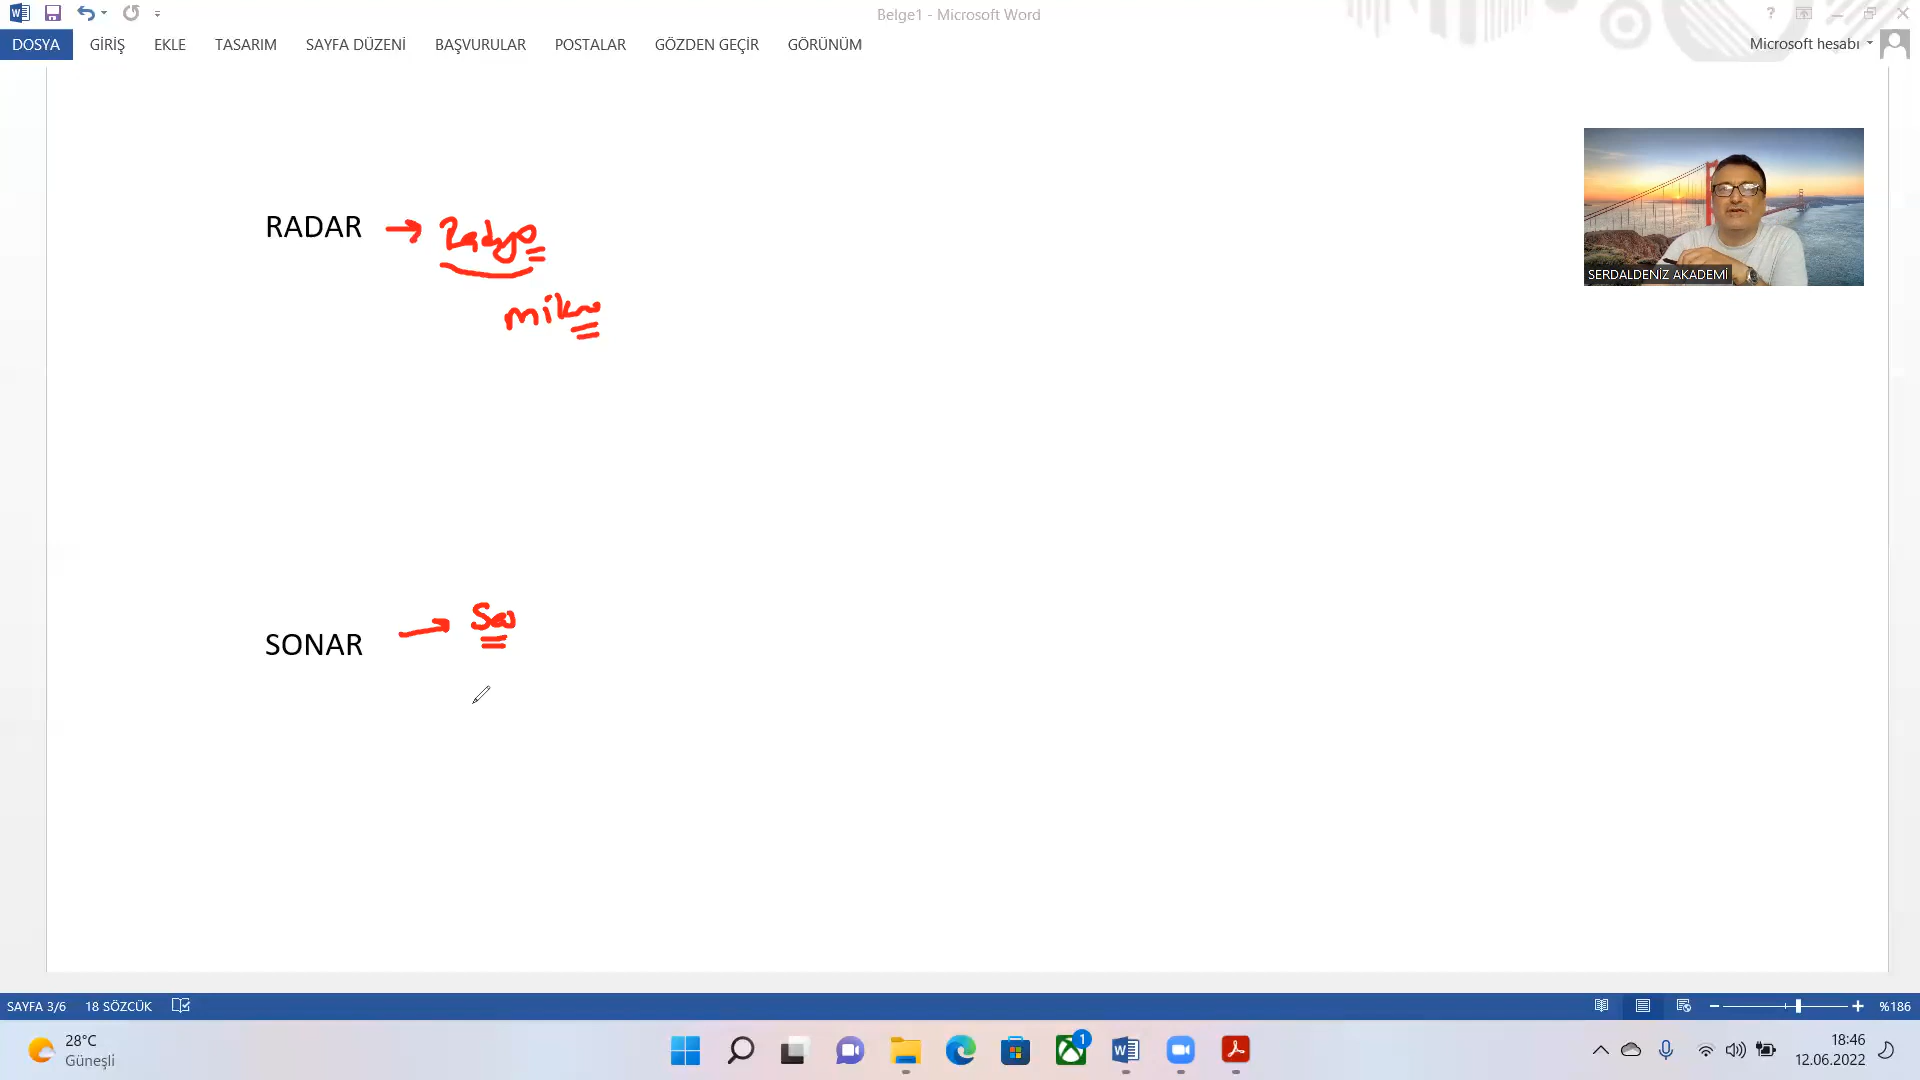 Belge1 - Microsoft Word
DOSYA GİRİŞ EKLE TASARIM SAYFA DÜZENİ BAŞVURULAR POSTALAR GÖZDEN GEÇİR GÖRÜNÜM
Microsoft hesabı
SERDALDENİZ AKADEMİ
RADAR → Radyo
mikro
SONAR → Ses
SAYFA 3/6 18 SÖZCÜK
%186
28°C
Güneşli
1
18:46
12.06.2022